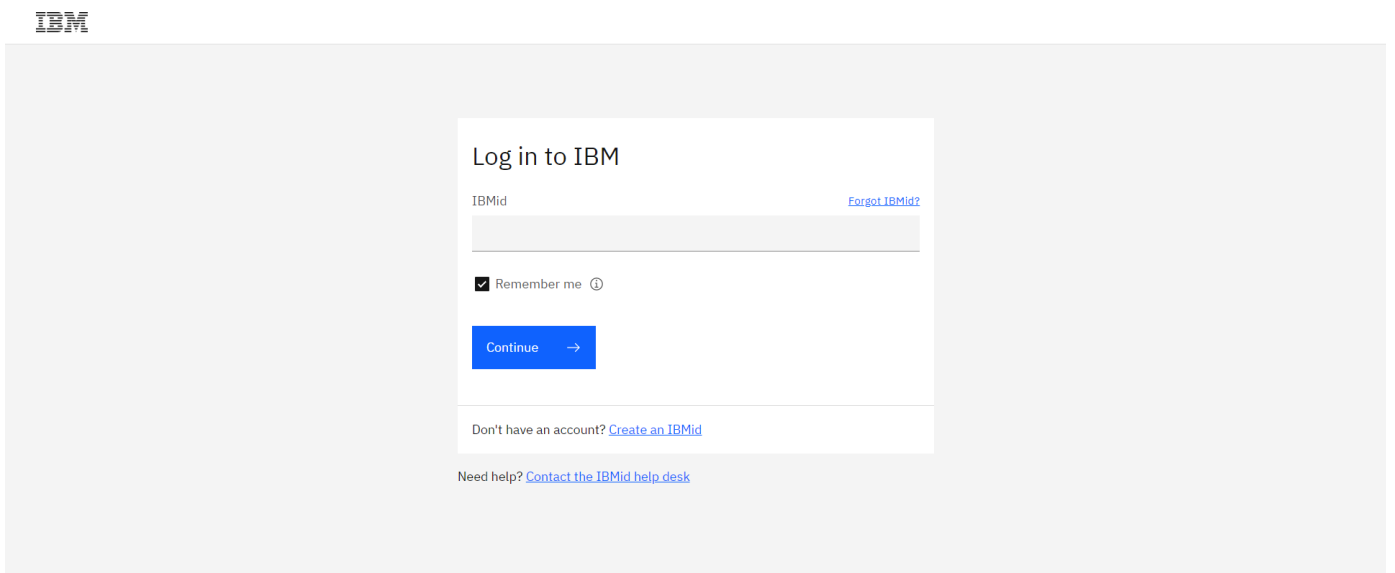 IBM
Log in to IBM
IBMid Forgot IBMid?
Remember me
Continue
Don't have an account? Create an IBMid
Need help? Contact the IBMid help desk